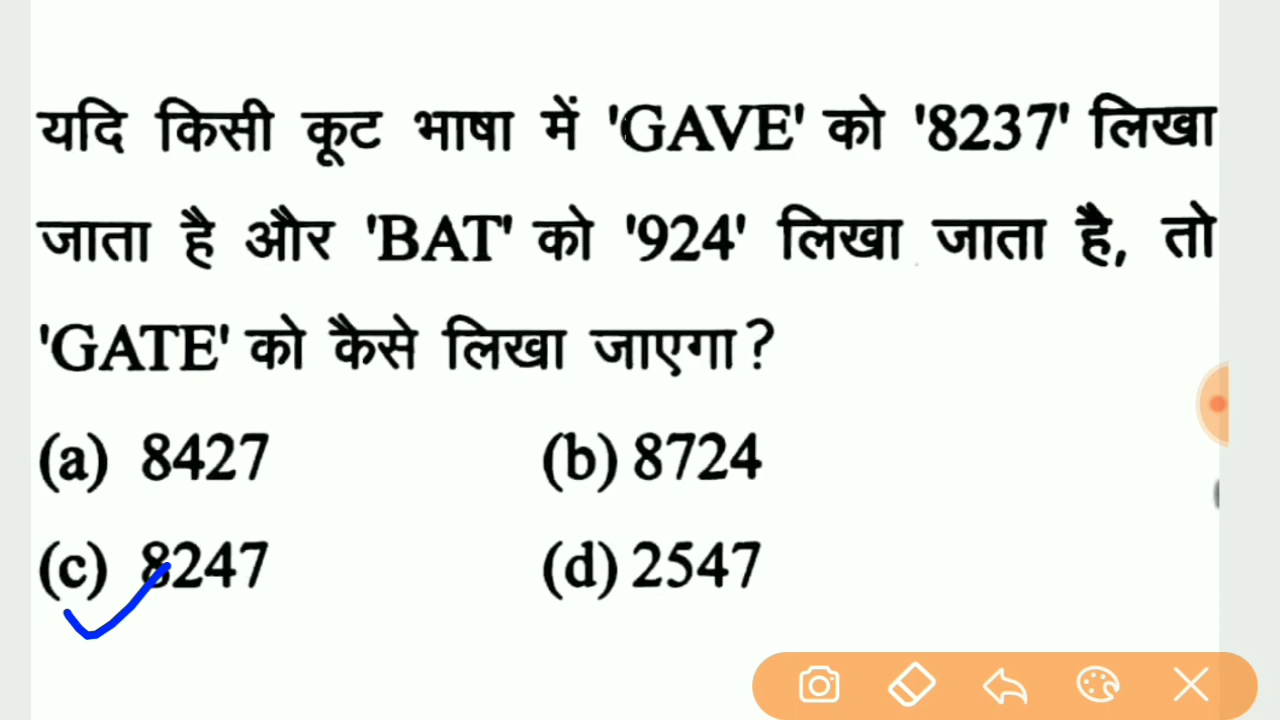 यदि किसी कूट भाषा में 'GAVE' को '8237' लिखा
जाता है और 'BAT' को '924' लिखा जाता है, तो
'GATE' को कैसे लिखा जाएगा?
(a) 8427 (b) 8724
(c) 8247 (d) 2547